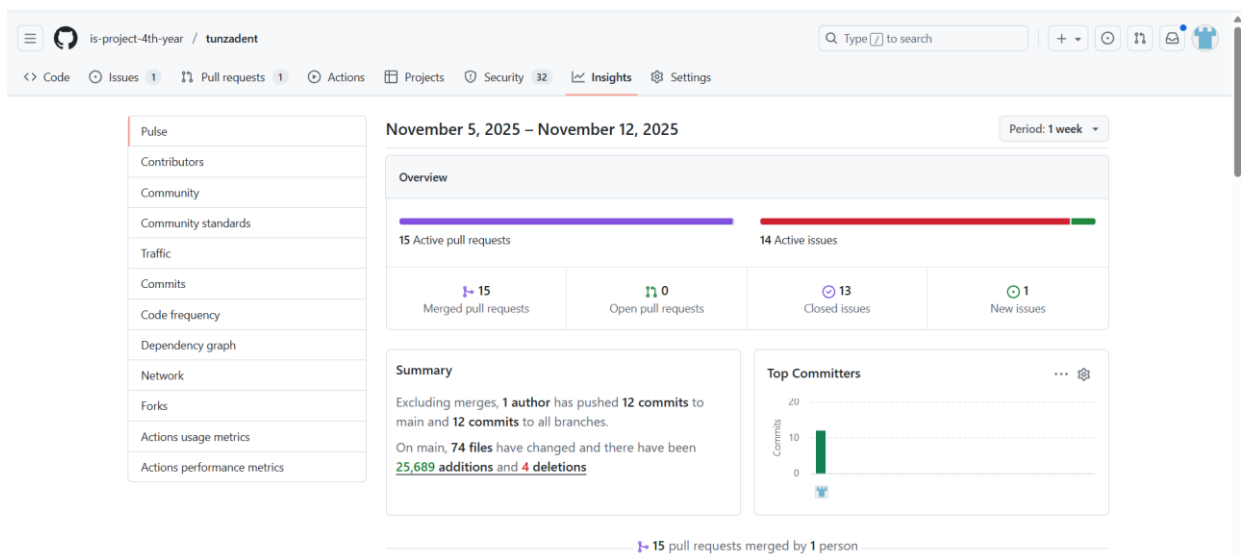 is-project-4th-year / tunzadent
Type / to search
<> Code Issues 1 Pull requests 1 Actions Projects Security 32 Insights Settings
Pulse
Contributors
Community
Community standards
Traffic
Commits
Code frequency
Dependency graph
Network
Forks
Actions usage metrics
Actions performance metrics
November 5, 2025 – November 12, 2025
Period: 1 week
Overview
15 Active pull requests
14 Active issues
15
Merged pull requests
0
Open pull requests
13
Closed issues
1
New issues
Summary
Excluding merges, 1 author has pushed 12 commits to
main and 12 commits to all branches.
On main, 74 files have changed and there have been
25,689 additions and 4 deletions
Top Committers
Commits
20
10
0
15 pull requests merged by 1 person